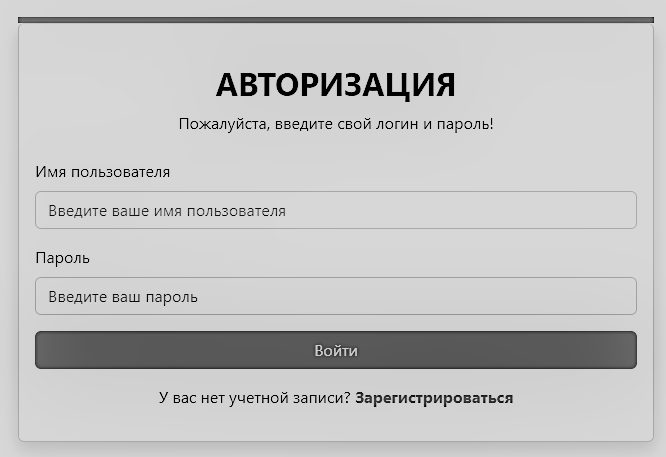 АВТОРИЗАЦИЯ
Пожалуйста, введите свой логин и пароль!
Имя пользователя
Введите ваше имя пользователя
Пароль
Введите ваш пароль
Войти
У вас нет учетной записи? Зарегистрироваться